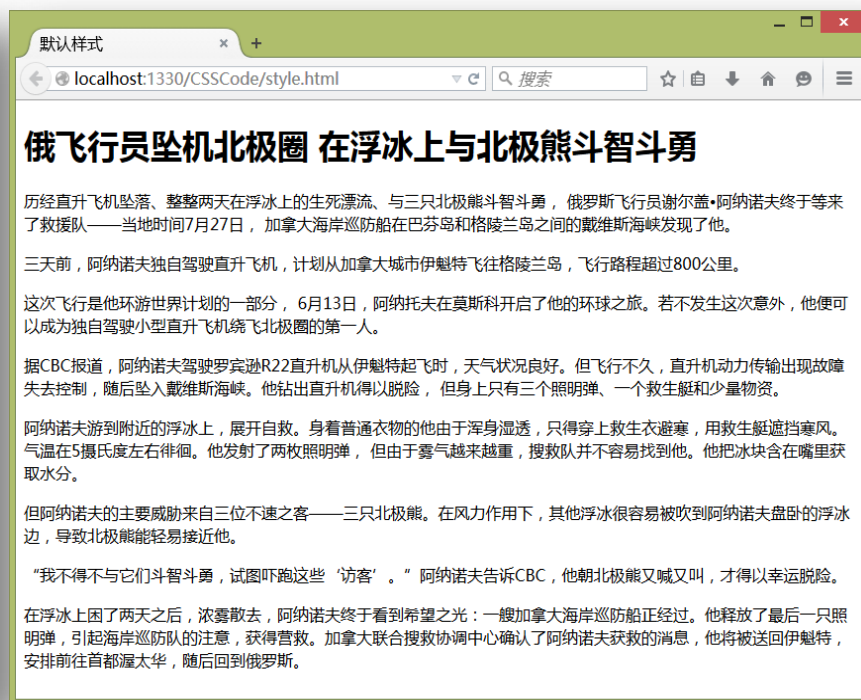 默认样式
localhost:1330/CSSCode/style.html
搜索
俄飞行员坠机北极圈 在浮冰上与北极熊斗智斗勇
历经直升飞机坠落、整整两天在浮冰上的生死漂流、与三只北极熊斗智斗勇， 俄罗斯飞行员谢尔盖•阿纳诺夫终于等来
了救援队——当地时间7月27日， 加拿大海岸巡防船在巴芬岛和格陵兰岛之间的戴维斯海峡发现了他。
三天前，阿纳诺夫独自驾驶直升飞机，计划从加拿大城市伊魁特飞往格陵兰岛，飞行路程超过800公里。
这次飞行是他环游世界计划的一部分， 6月13日，阿纳托夫在莫斯科开启了他的环球之旅。若不发生这次意外，他便可
以成为独自驾驶小型直升飞机绕飞北极圈的第一人。
据CBC报道，阿纳诺夫驾驶罗宾逊R22直升机从伊魁特起飞时，天气状况良好。但飞行不久，直升机动力传输出现故障
失去控制，随后坠入戴维斯海峡。他钻出直升机得以脱险， 但身上只有三个照明弹、一个救生艇和少量物资。
阿纳诺夫游到附近的浮冰上，展开自救。身着普通衣物的他由于浑身湿透，只得穿上救生衣避寒，用救生艇遮挡寒风。
气温在5摄氏度左右徘徊。他发射了两枚照明弹， 但由于雾气越来越重，搜救队并不容易找到他。他把冰块含在嘴里获
取水分。
但阿纳诺夫的主要威胁来自三位不速之客——三只北极熊。在风力作用下，其他浮冰很容易被吹到阿纳诺夫盘卧的浮冰
边，导致北极熊能轻易接近他。
“我不得不与它们斗智斗勇，试图吓跑这些‘访客’。”阿纳诺夫告诉CBC，他朝北极熊又喊又叫，才得以幸运脱险。
在浮冰上困了两天之后，浓雾散去，阿纳诺夫终于看到希望之光：一艘加拿大海岸巡防船正经过。他释放了最后一只照
明弹，引起海岸巡防队的注意，获得营救。加拿大联合搜救协调中心确认了阿纳诺夫获救的消息，他将被送回伊魁特，
安排前往首都渥太华，随后回到俄罗斯。